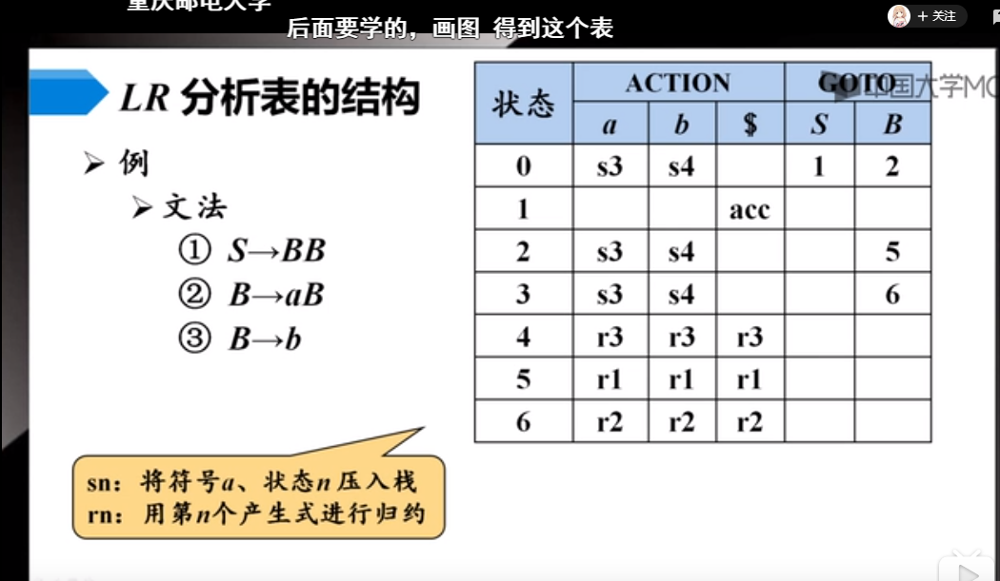 重庆邮电大学
后面要学的，画图 得到这个表
+ 关注
LR 分析表的结构
中国大学MO
➢ 例
➢ 文法
① S→BB
② B→aB
③ B→b
状态 ACTION GOTO
a b $ S B
0 s3 s4 1 2
1 acc
2 s3 s4 5
3 s3 s4 6
4 r3 r3 r3
5 r1 r1 r1
6 r2 r2 r2
sn：将符号a、状态n 压入栈
rn：用第n个产生式进行归约